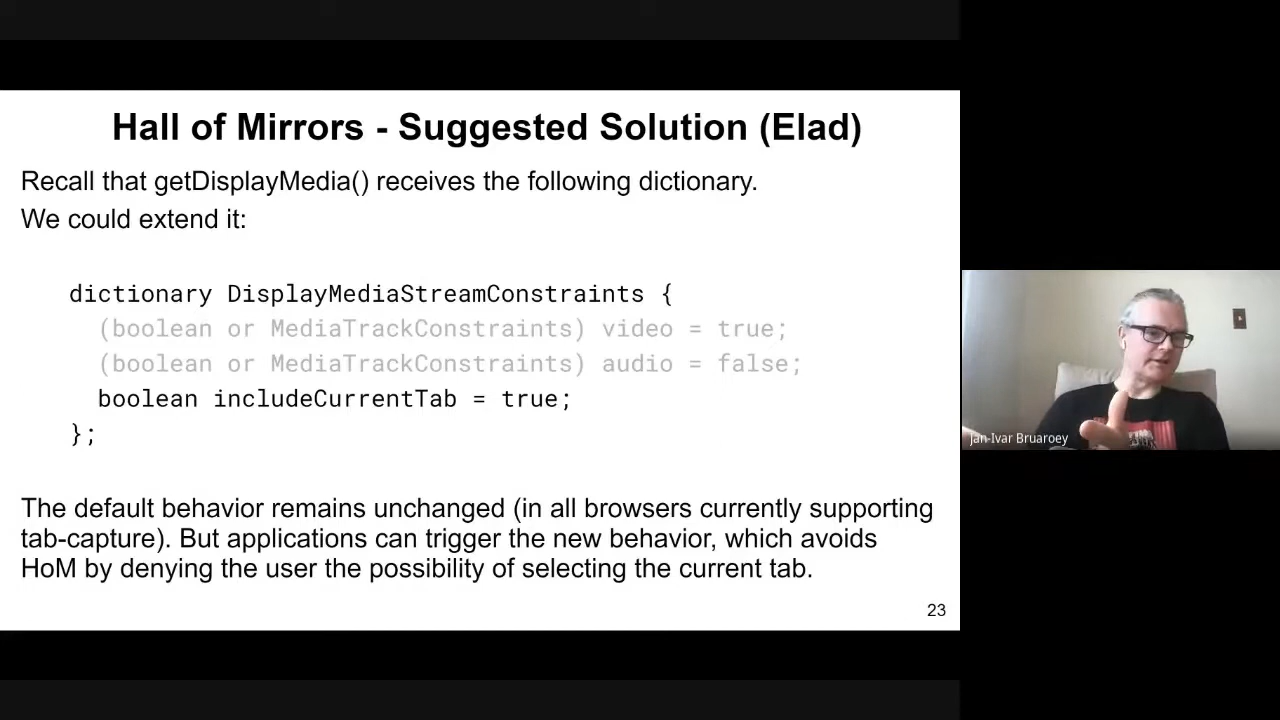 Hall of Mirrors - Suggested Solution (Elad)
Recall that getDisplayMedia() receives the following dictionary.
We could extend it:
dictionary DisplayMediaStreamConstraints {
(boolean or MediaTrackConstraints) video = true;
(boolean or MediaTrackConstraints) audio = false;
boolean includeCurrentTab = true;
};
The default behavior remains unchanged (in all browsers currently supporting
tab-capture). But applications can trigger the new behavior, which avoids
HoM by denying the user the possibility of selecting the current tab.
23
Jan-Ivar Bruaroey